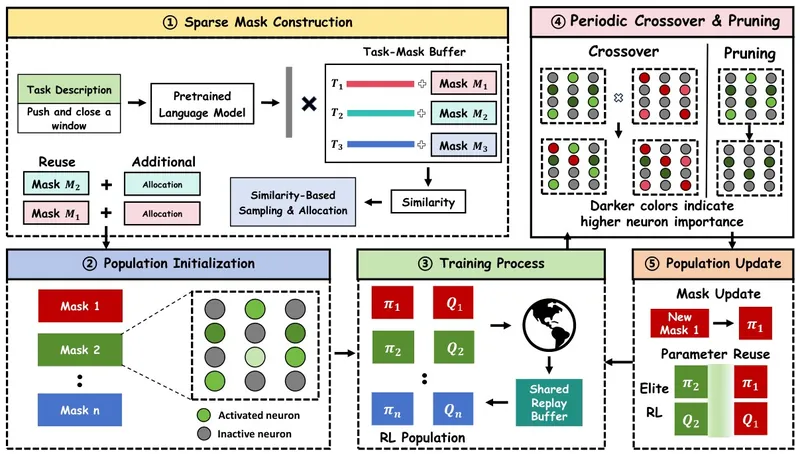 ① Sparse Mask Construction
Task Description
Push and close a
window
Pretrained
Language Model
Task-Mask Buffer
T1
Mask M1
T2
Mask M2
T3
Mask M3
Reuse
Additional
Mask M2
Allocation
Mask M1
Allocation
Similarity-Based
Sampling & Allocation
Similarity
④ Periodic Crossover & Pruning
Crossover
Pruning
Darker colors indicate
higher neuron importance
② Population Initialization
Mask 1
Mask 2
Mask n
Activated neuron
Inactive neuron
③ Training Process
π1
Q1
π2
Q2
πn
Qn
RL Population
Shared
Replay
Buffer
⑤ Population Update
Mask Update
New
Mask 1
π1
Parameter Reuse
Elite
RL
π2
π1
Q2
Q1